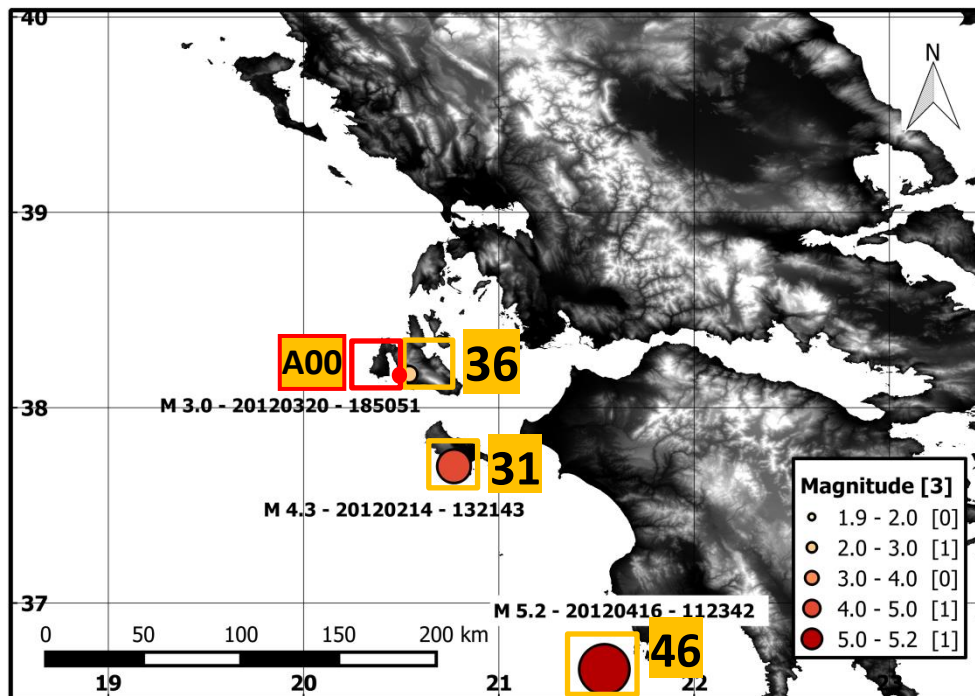 40
N
39
A00
36
38
M 3.0 - 20120320 - 185051
31
M 4.3 - 20120214 - 132143
Magnitude [3]
1.9 - 2.0 [0]
2.0 - 3.0 [1]
3.0 - 4.0 [0]
4.0 - 5.0 [1]
5.0 - 5.2 [1]
37
M 5.2 - 20120416 - 112342
0 50 100 150 200 km
46
19 20 21 22 23